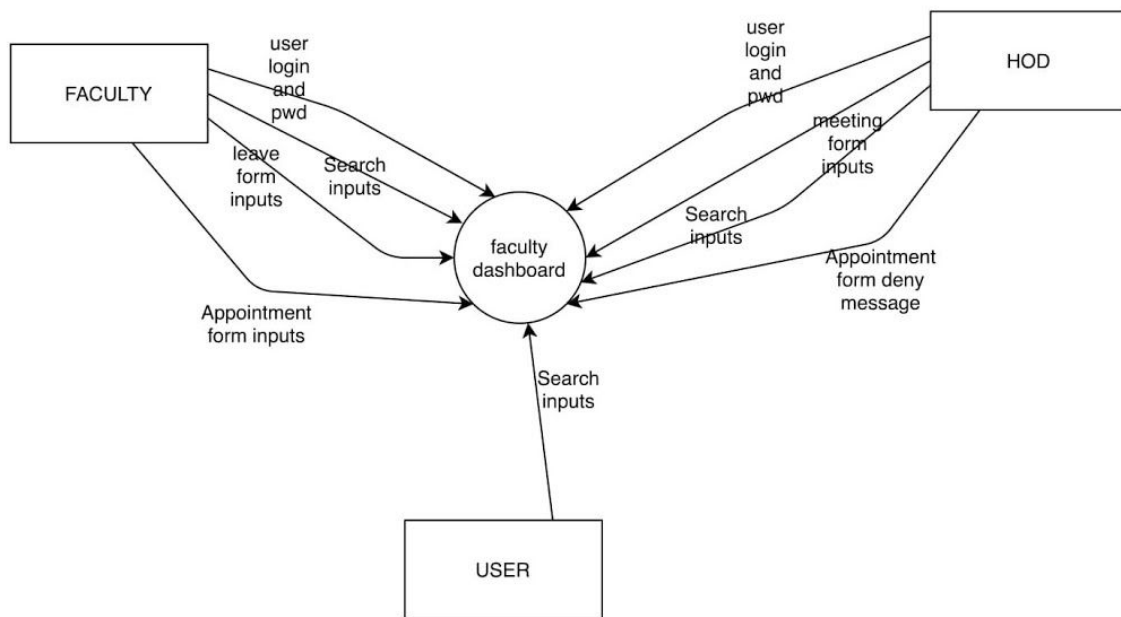 user
login
and
pwd
FACULTY
leave
form
inputs
Search
inputs
Appointment
form inputs
faculty
dashboard
user
login
and
pwd
HOD
meeting
form
inputs
Search
inputs
Appointment
form deny
message
Search
inputs
USER